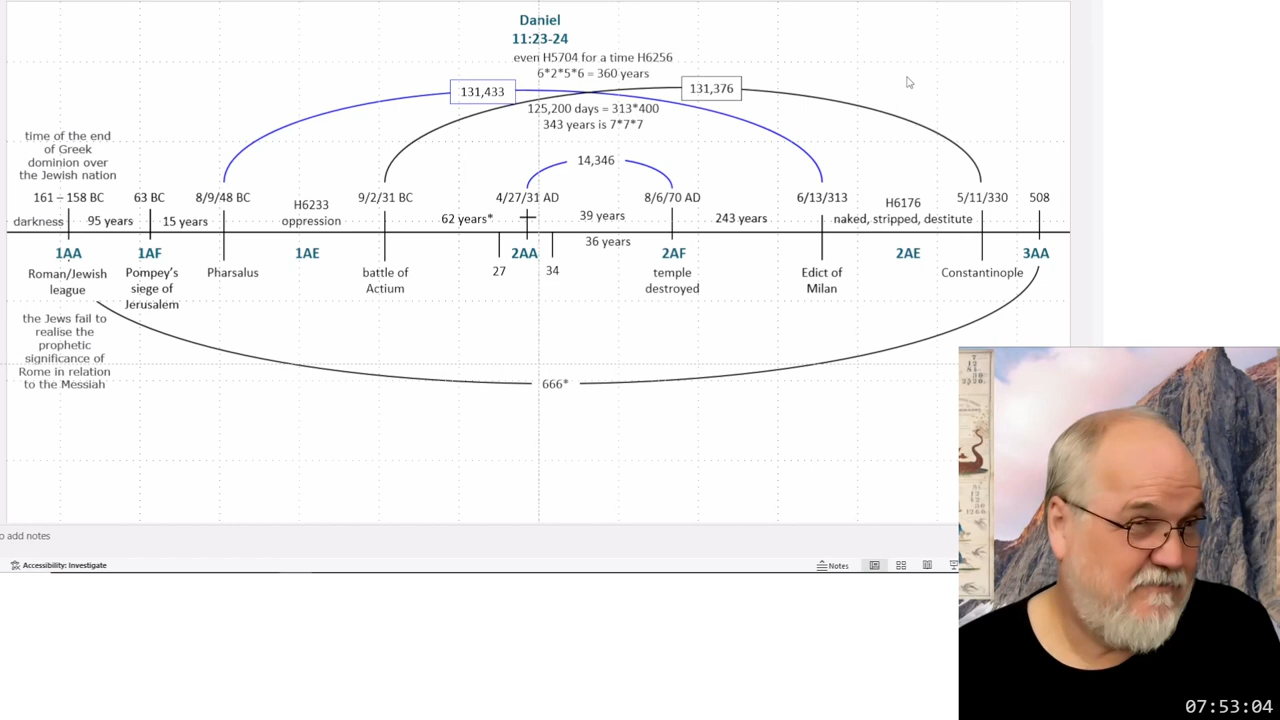 Daniel
11:23-24
even H5704 for a time H6256
6*2*5*6 = 360 years
131,433
131,376
125,200 days = 313*400
343 years is 7*7*7
time of the end
of Greek
dominion over
the Jewish nation
14,346
161 – 158 BC
63 BC
8/9/48 BC
H6233
oppression
9/2/31 BC
4/27/31 AD
8/6/70 AD
6/13/313
H6176
naked, stripped, destitute
5/11/330
508
darkness
95 years
15 years
62 years*
39 years
243 years
36 years
1AA
1AF
1AE
2AA
2AF
2AE
3AA
Roman/Jewish
league
Pompey's
siege of
Jerusalem
Pharsalus
battle of
Actium
27
34
temple
destroyed
Edict of
Milan
Constantinople
the Jews fail to
realise the
prophetic
significance of
Rome in relation
to the Messiah
666*
o add notes
Accessibility: Investigate
Notes
07:53:04